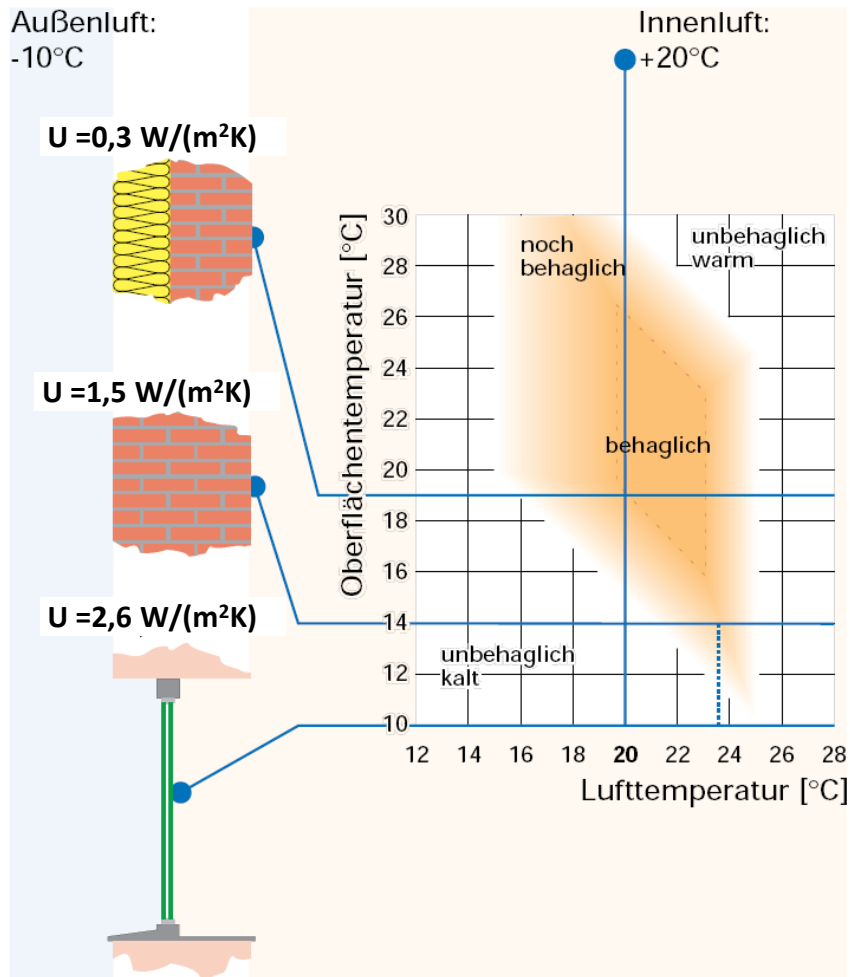 Außenluft:
-10°C
Innenluft:
+20°C
U =0,3 W/(m²K)
U =1,5 W/(m²K)
U =2,6 W/(m²K)
Oberflächentemperatur [°C]
30
28
26
24
22
20
18
16
14
12
10
noch
behaglich
unbehaglich
warm
behaglich
unbehaglich
kalt
12 14 16 18 20 22 24 26 28
Lufttemperatur [°C]